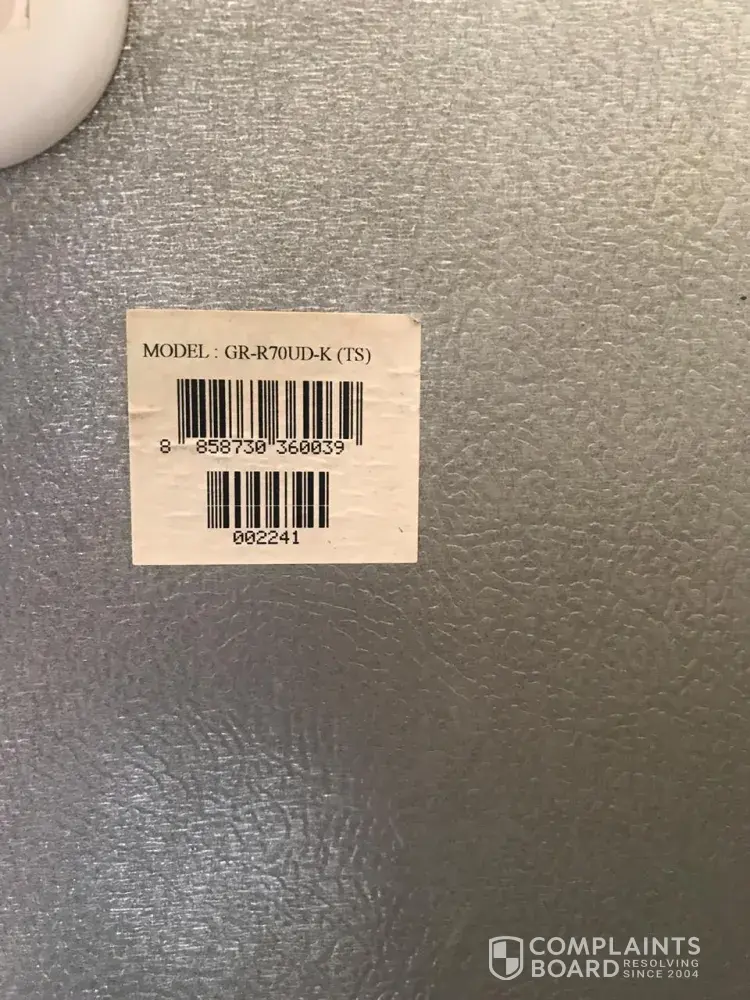 MODEL : GR-R70UD-K (TS)
8 858730 360039
002241
COMPLAINTS
BOARD RESOLVING
SINCE 2004